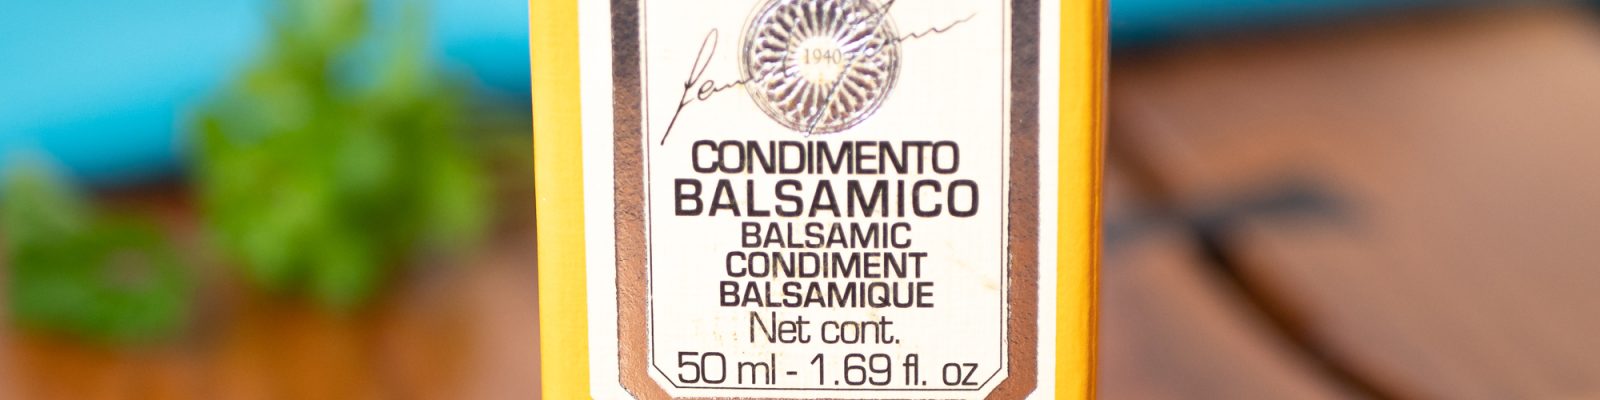 1940
CONDIMENTO
BALSAMICO
BALSAMIC
CONDIMENT
BALSAMIQUE
Net cont.
50 ml - 1.69 fl. oz